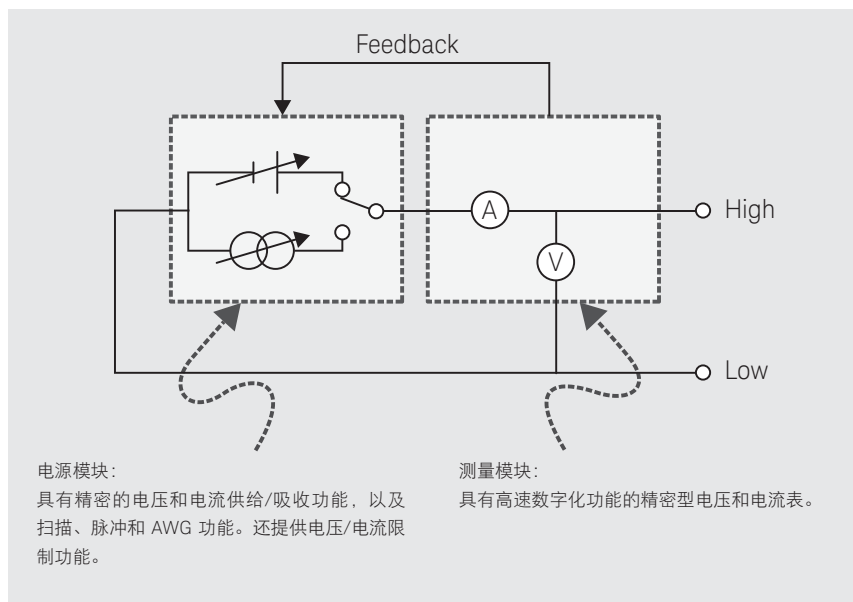 Feedback
A
High
V
Low
电源模块：
具有精密的电压和电流供给/吸收功能，以及
扫描、脉冲和 AWG 功能。还提供电压/电流限
制功能。
测量模块：
具有高速数字化功能的精密型电压和电流表。